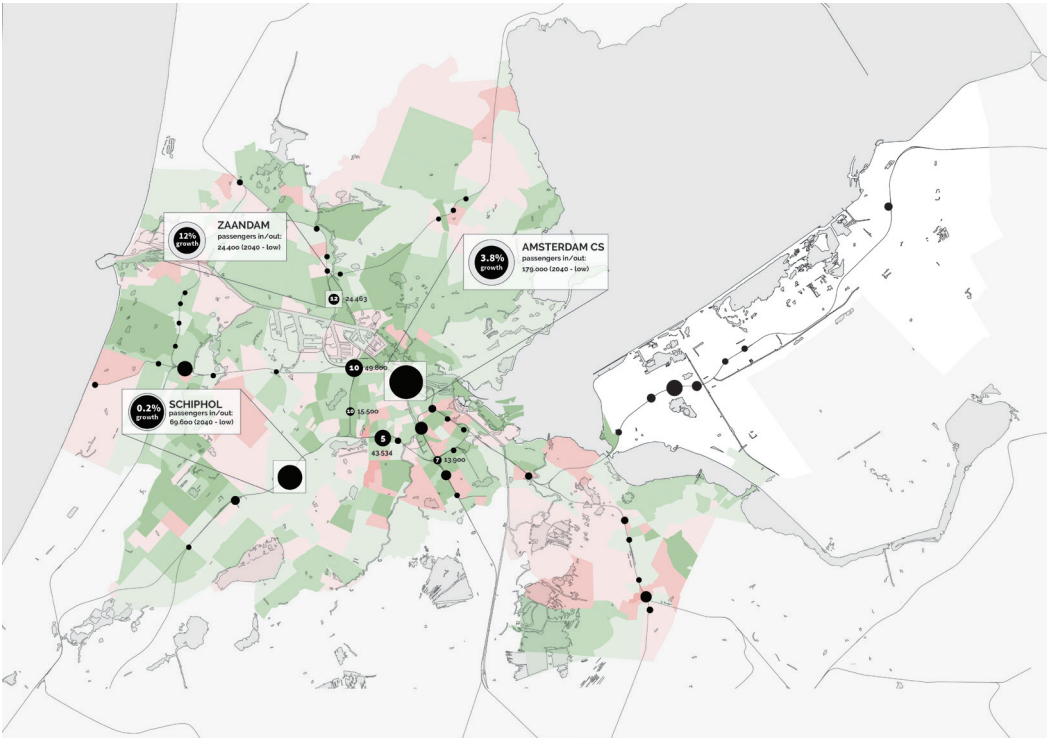 ZAANDAM
12%
growth
passengers in/out:
24.400 (2040 - low)
AMSTERDAM CS
3.8%
growth
passengers in/out:
179.000 (2040 - low)
12
24.463
10
49.800
SCHIPHOL
0.2%
growth
passengers in/out:
69.600 (2040 - low)
15.500
5
43.534
7
13.900